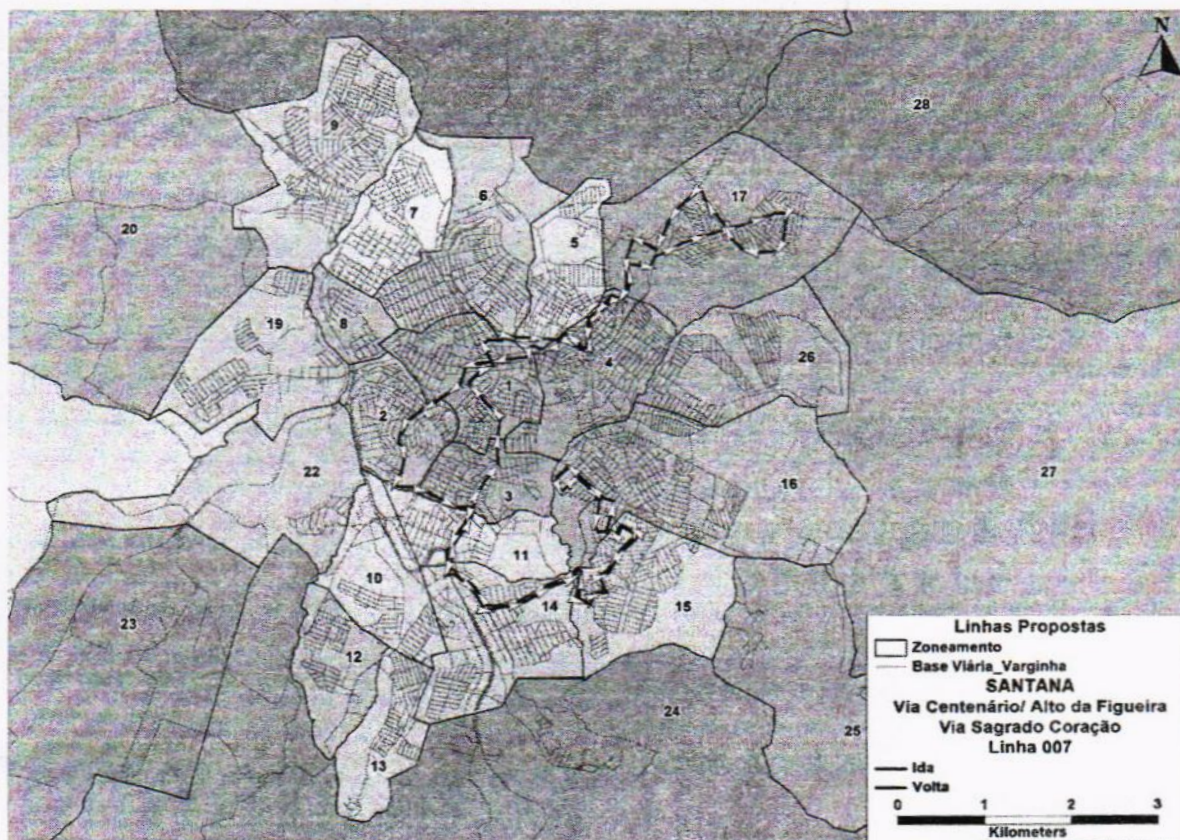 N
28
9
17
6
7
5
20
19
8
4
26
1
2
27
22
3
16
11
10
14
15
23
12
24
25
13
Linhas Propostas
Zoneamento
Base Viária_Varginha
SANTANA
Via Centenário/ Alto da Figueira
Via Sagrado Coração
Linha 007
Ida
Volta
0 1 2 3
Kilometers